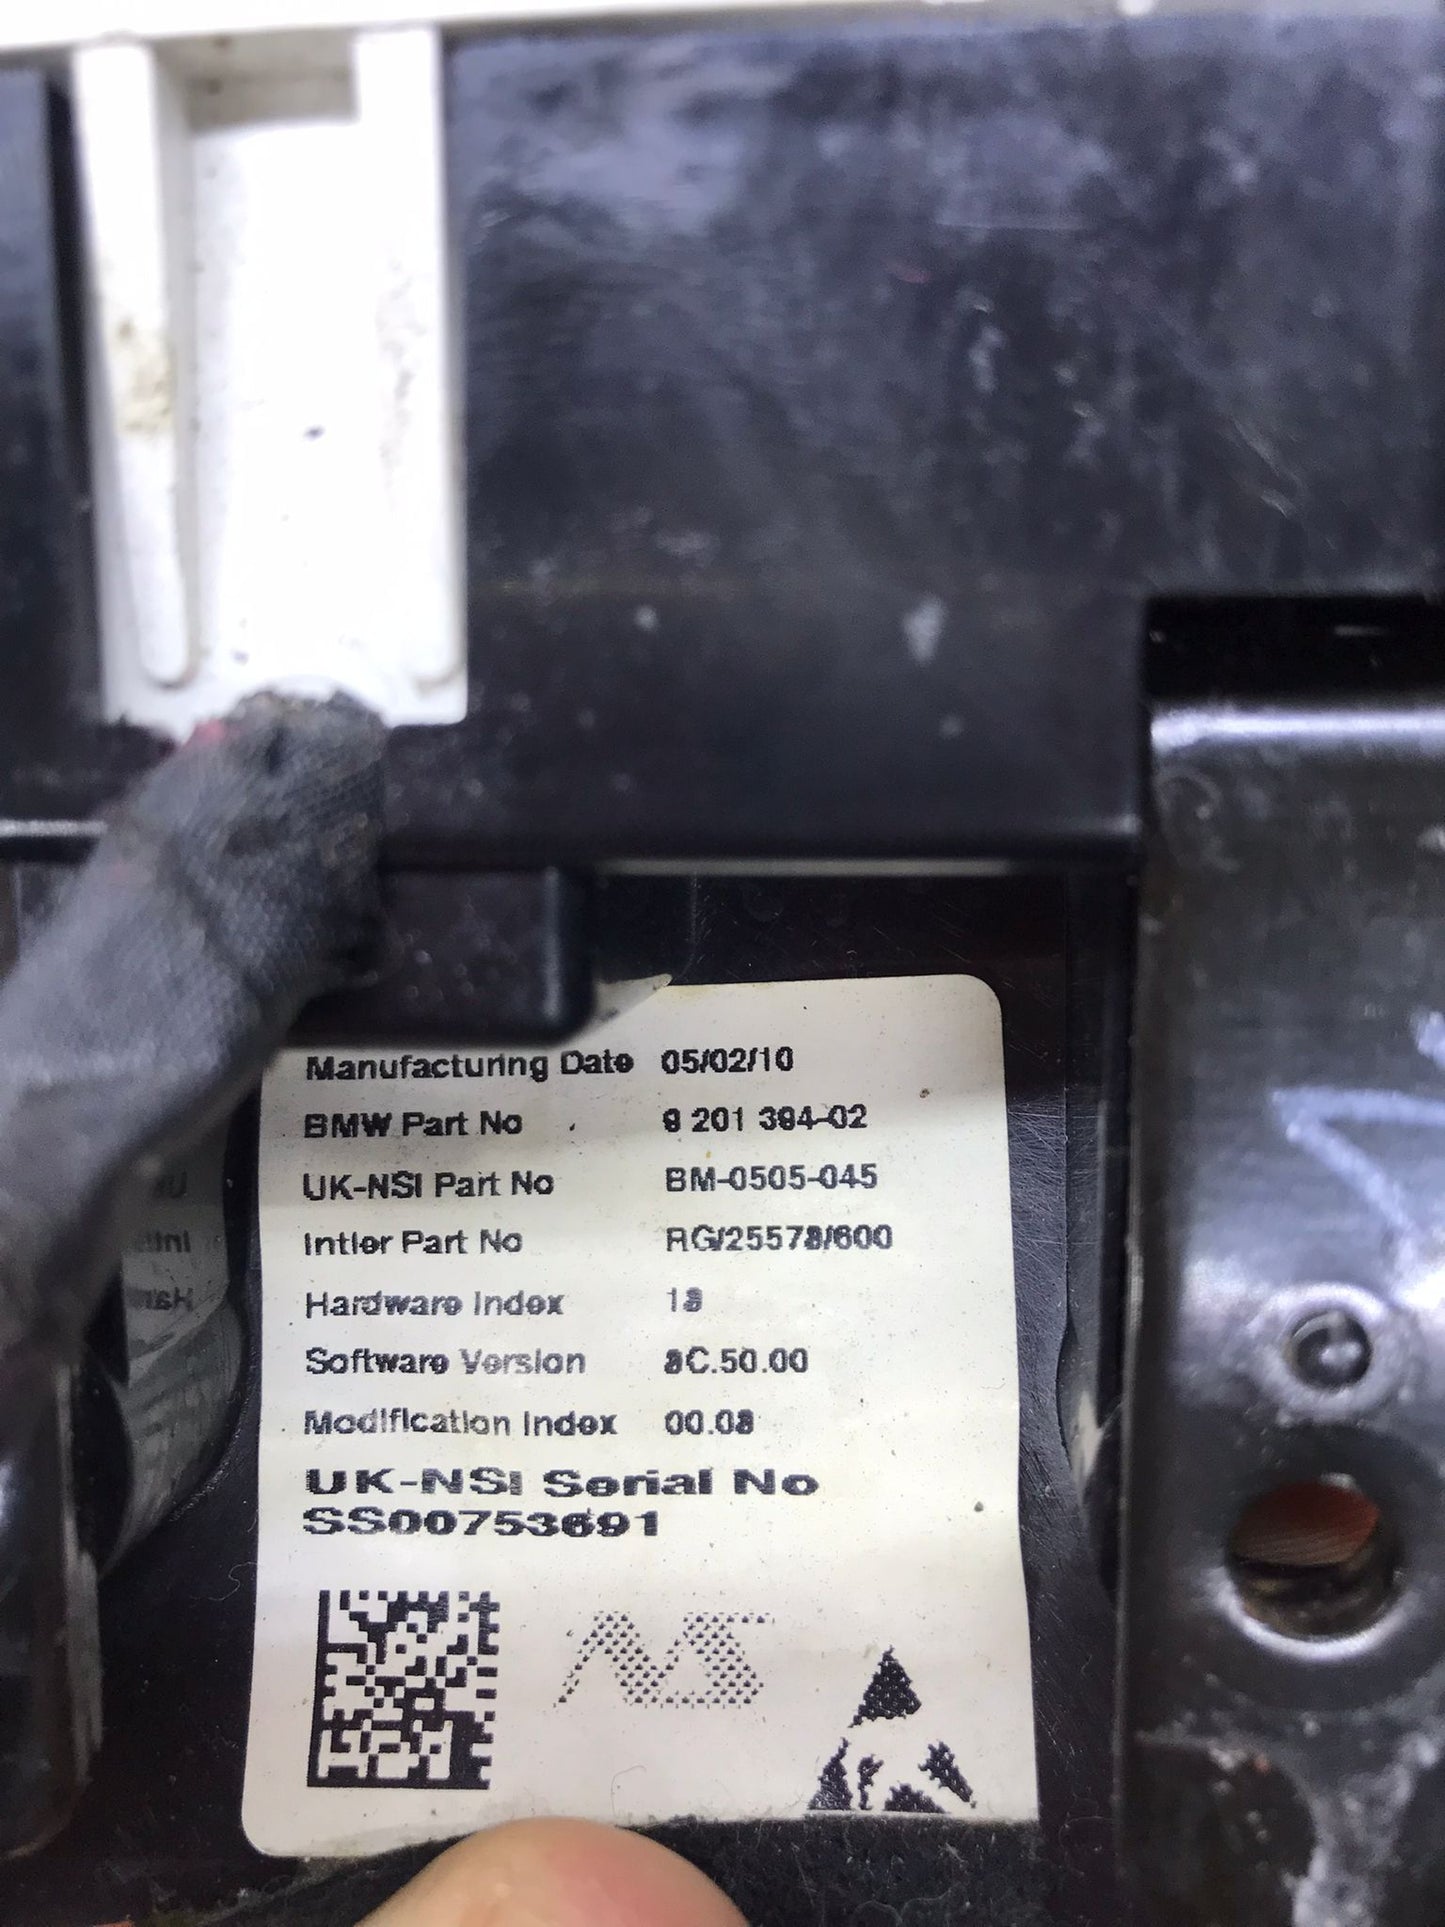 Manufacturing Date 05/02/10
BMW Part No 9 201 394-02
UK-NSI Part No BM-0505-045
Intier Part No RG/25578/600
Hardware Index 18
Software Version 8C.50.00
Modification Index 00.08
UK-NSI Serial No
SS00753691